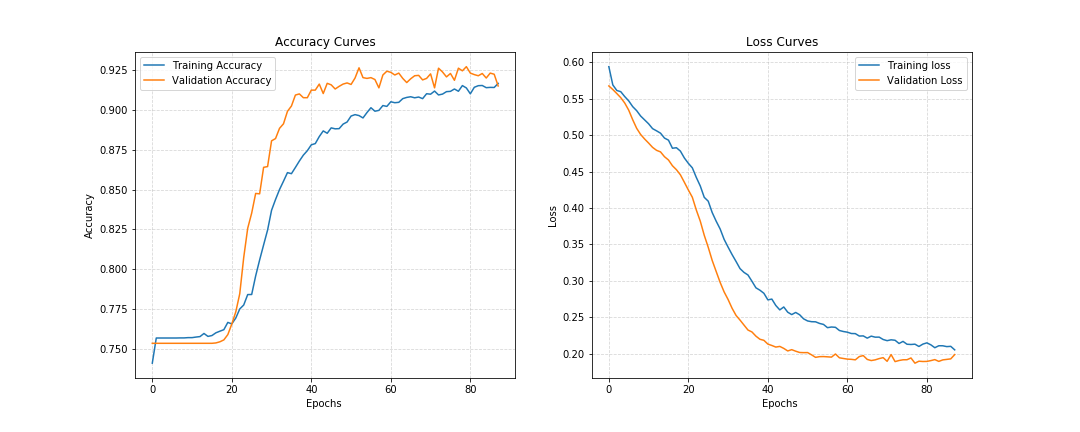 Accuracy Curves
Training Accuracy
Validation Accuracy
0.925
0.900
0.875
0.850
0.825
0.800
0.775
0.750
Accuracy
0 20 40 60 80
Epochs
Loss Curves
Training loss
Validation Loss
0.60
0.55
0.50
0.45
0.40
0.35
0.30
0.25
0.20
Loss
0 20 40 60 80
Epochs